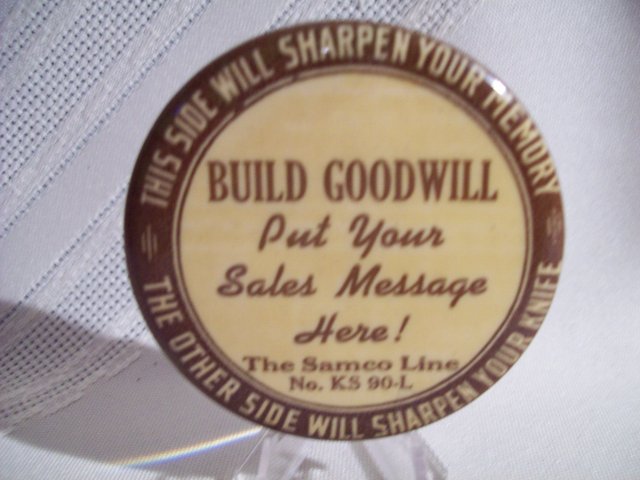 THIS SIDE WILL SHARPEN YOUR MEMORY
BUILD GOODWILL
Put Your
Sales Message
Here!
The Samco Line
No. KS 90-L
THE OTHER SIDE WILL SHARPEN YOUR KNIFE